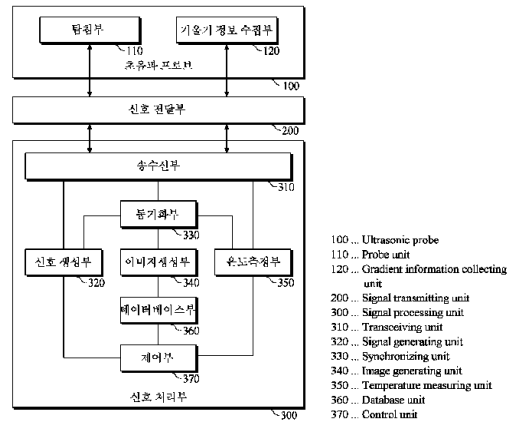 탐침부
110
기울기 정보 수집부
120
초음파 프로브
100
신호 전달부
200
송수신부
310
동기화부
330
신호 생성부
320
이미지생성부
340
온도측정부
350
데이터베이스부
360
제어부
370
신호 처리부
300
100 ... Ultrasonic probe
110 ... Probe unit
120 ... Gradient information collecting
unit
200 ... Signal transmitting unit
300 ... Signal processing unit
310 ... Transceiving unit
320 ... Signal generating unit
330 ... Synchronizing unit
340 ... Image generating unit
350 ... Temperature measuring unit
360 ... Database unit
370 ... Control unit